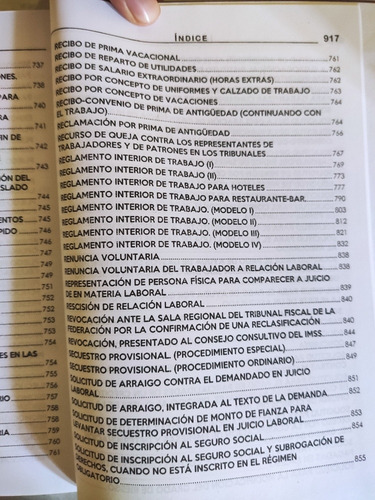 ÍNDICE 917
RECIBO DE PRIMA VACACIONAL 761
RECIBO DE REPARTO DE UTILIDADES 762
RECIBO DE SALARIO EXTRAORDINARIO (HORAS EXTRAS) 762
RECIBO POR CONCEPTO DE UNIFORMES Y CALZADO DE TRABAJO 763
RECIBO POR CONCEPTO DE VACACIONES 764
RECIBO-CONVENIO DE PRIMA DE ANTIGÜEDAD (CONTINUANDO CON
EL TRABAJO) 764
RECLAMACIÓN POR PRIMA DE ANTIGÜEDAD 766
RECURSO DE QUEJA CONTRA LOS REPRESENTANTES DE
TRABAJADORES Y DE PATRONES EN LOS TRIBUNALES 767
REGLAMENTO INTERIOR DE TRABAJO (I) 769
REGLAMENTO INTERIOR DE TRABAJO (II) 773
REGLAMENTO INTERIOR DE TRABAJO PARA HOTELES 777
REGLAMENTO INTERIOR DE TRABAJO PARA RESTAURANTE-BAR. 790
REGLAMENTO INTERIOR DE TRABAJO. (MODELO I) 803
REGLAMENTO INTERIOR DE TRABAJO. (MODELO II) 812
REGLAMENTO INTERIOR DE TRABAJO. (MODELO III) 821
REGLAMENTO INTERIOR DE TRABAJO. (MODELO IV) 832
RENUNCIA VOLUNTARIA 838
RENUNCIA VOLUNTARIA DEL TRABAJADOR A RELACIÓN LABORAL 838
REPRESENTACIÓN DE PERSONA FÍSICA PARA COMPARECER A JUICIO
DE EN MATERIA LABORAL 839
RESCISIÓN DE RELACIÓN LABORAL 840
REVOCACIÓN ANTE LA SALA REGIONAL DEL TRIBUNAL FISCAL DE LA
FEDERACIÓN POR LA CONFIRMACIÓN DE UNA RECLASIFICACIÓN 840
REVOCACIÓN, PRESENTADO AL CONSEJO CONSULTIVO DEL IMSS. 844
SECUESTRO PROVISIONAL. (PROCEDIMIENTO ESPECIAL) 847
SECUESTRO PROVISIONAL. (PROCEDIMIENTO ORDINARIO) 849
SOLICITUD DE ARRAIGO CONTRA EL DEMANDADO EN JUICIO
LABORAL 851
SOLICITUD DE ARRAIGO, INTEGRADA AL TEXTO DE LA DEMANDA 852
SOLICITUD DE DETERMINACIÓN DE MONTO DE FIANZA PARA
LEVANTAR SECUESTRO PROVISIONAL EN JUICIO LABORAL 853
SOLICITUD DE INSCRIPCIÓN AL SEGURO SOCIAL 854
SOLICITUD DE INSCRIPCIÓN AL SEGURO SOCIAL Y SUBROGACIÓN DE
DERECHOS, CUANDO NO ESTÁ INSCRITO EN EL RÉGIMEN
OBLIGATORIO 855